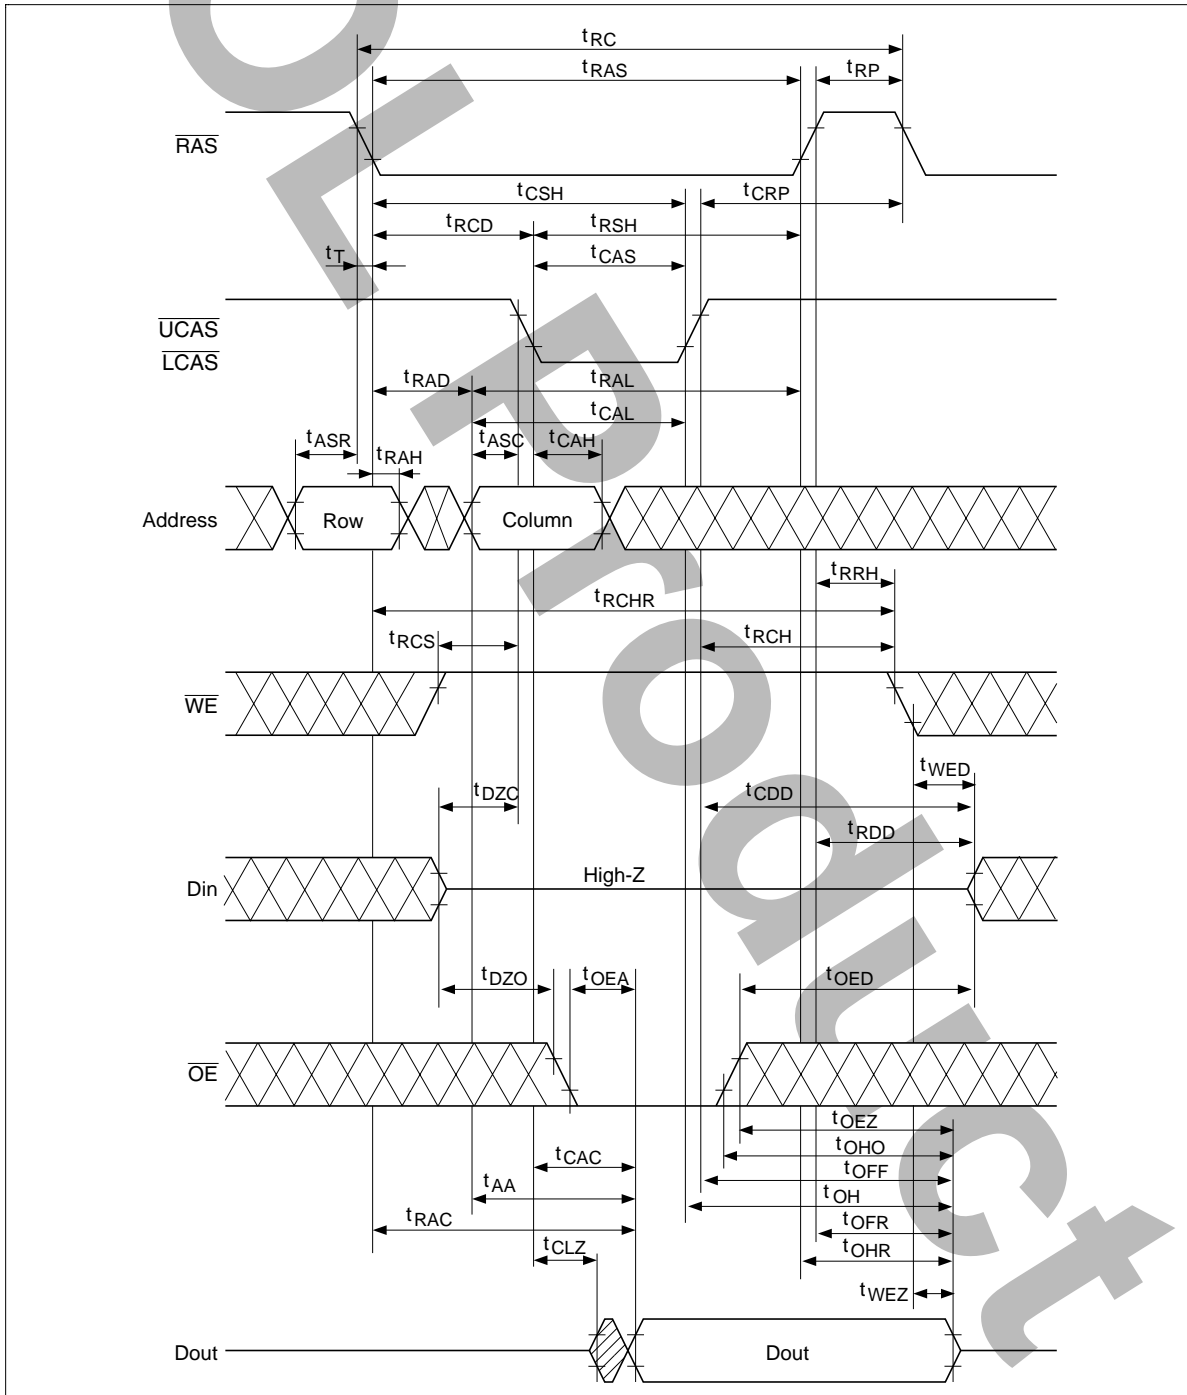 tRC
tRAS
tRP
RAS
tCSH
tCRP
tRCD
tRSH
tT
tCAS
UCAS
LCAS
tRAD
tRAL
tCAL
tASR
tRAH
tASC
tCAH
Address
Row
Column
tRRH
tRCHR
tRCS
tRCH
WE
tWED
tDZC
tCDD
tRDD
Din
High-Z
tDZO
tOEA
tOED
OE
tOEZ
tOHO
tCAC
tOFF
tAA
tOH
tRAC
tOFR
tCLZ
tOHR
tWEZ
Dout
Dout
OL Product